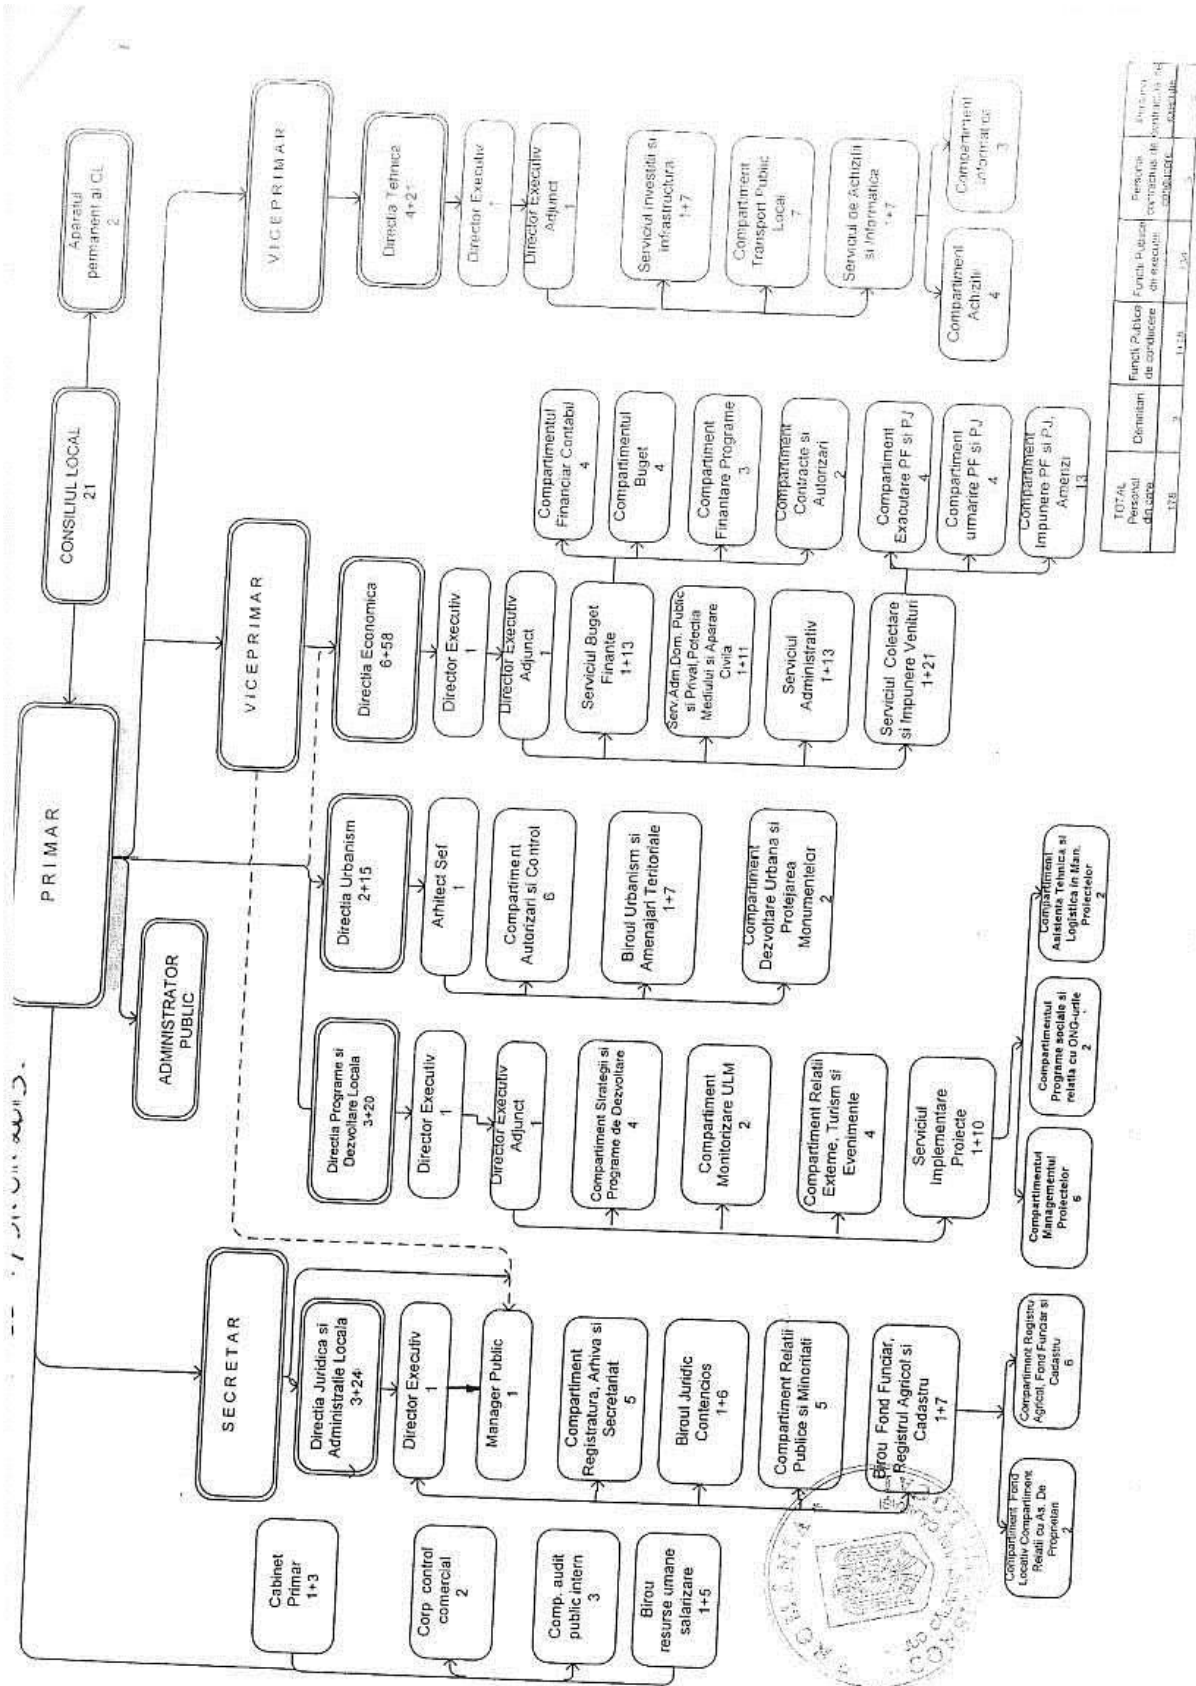 PRIMAR
CONSILIUL LOCAL
21
Aparatul
permanent al CL
2
ADMINISTRATOR
PUBLIC
SECRETAR
VICEPRIMAR
VICEPRIMAR
Cabinet
Primar
1+3
Corp control
comercial
2
Comp. audit
public intern
3
Birou
resurse umane
salarizare
1+5
Directia Juridica si
Administratie Locala
3+24
Director Executiv
1
Manager Public
1
Compartiment
Registratura, Arhiva si
Secretariat
5
Biroul Juridic
Contencios
1+6
Compartiment Relatii
Publice si Minoritati
5
Birou Fond Funciar,
Registrul Agricol si
Cadastru
1+7
Compartiment Fond
Locativ Compartiment
Relatii cu As. De
Proprietari
2
Compartiment Registru
Agricol, Fond Funciar si
Cadastru
6
Directia Programe si
Dezvoltare Locala
3+20
Director Executiv
1
Director Executiv
Adjunct
1
Compartiment Strategii si
Programe de Dezvoltare
4
Compartiment
Monitorizare ULM
2
Compartiment Relatii
Externe, Turism si
Evenimente
4
Serviciul
Implementare
Proiecte
1+10
Compartimentul
Managementul
Proiectelor
6
Compartimentul
Programe sociale si
relatia cu ONG-urile
2
Compartiment
Asistenta Tehnica si
Logistica in Man.
Proiectelor
2
Directia Urbanism
2+15
Arhitect Sef
1
Compartiment
Autorizari si Control
6
Biroul Urbanism si
Amenajari Teritoriale
1+7
Compartiment
Dezvoltare Urbana si
Protejarea
Monumentelor
2
Directia Economica
6+58
Director Executiv
1
Director Executiv
Adjunct
1
Serviciul Buget
Finante
1+13
Serv.Adm.Dom. Public
si Privat,Potectia
Mediului si Aparare
Civila
1+11
Serviciul
Administrativ
1+13
Serviciul Colectare
si Impunere Venituri
1+21
Compartimentul
Financiar Contabil
4
Compartimentul
Buget
4
Compartiment
Finantare Programe
3
Compartiment
Contracte si
Autorizari
2
Compartiment
Exacutare PF si PJ
4
Compartiment
urmarire PF si PJ
4
Compartiment
Impunere PF si PJ,
Amenzi
13
Directia Tehnica
4+21
Director Executiv
1
Director Executiv
Adjunct
1
Serviciul Investitii si
Infrastructura
1+7
Compartiment
Transport Public
Local
7
Serviciul de Achizitii
si Informatica
1+7
Compartiment
Achizitii
4
Compartiment
Informatica
3
TOTAL
Personal
din care
Demnitari
Functii Publice
de conducere
Functii Publice
de executie
Personal
contractual de
conducere
178
3
ROMANIA